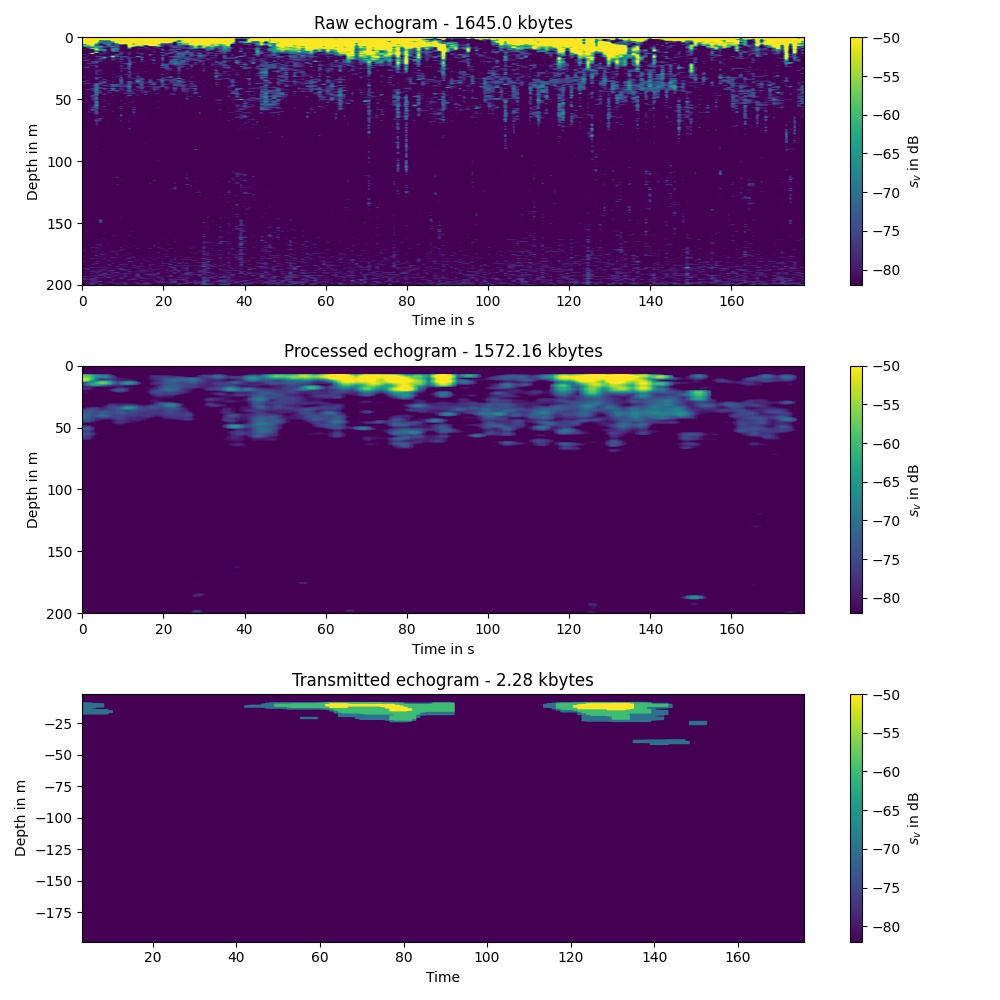 Raw echogram - 1645.0 kbytes
0
50
100
150
200
Depth in m
0 20 40 60 80 100 120 140 160
Time in s
−50
−55
−60
−65
−70
−75
−80
s_v in dB
Processed echogram - 1572.16 kbytes
0
50
100
150
200
Depth in m
0 20 40 60 80 100 120 140 160
Time in s
−50
−55
−60
−65
−70
−75
−80
s_v in dB
Transmitted echogram - 2.28 kbytes
−25
−50
−75
−100
−125
−150
−175
Depth in m
20 40 60 80 100 120 140 160
Time
−50
−55
−60
−65
−70
−75
−80
s_v in dB